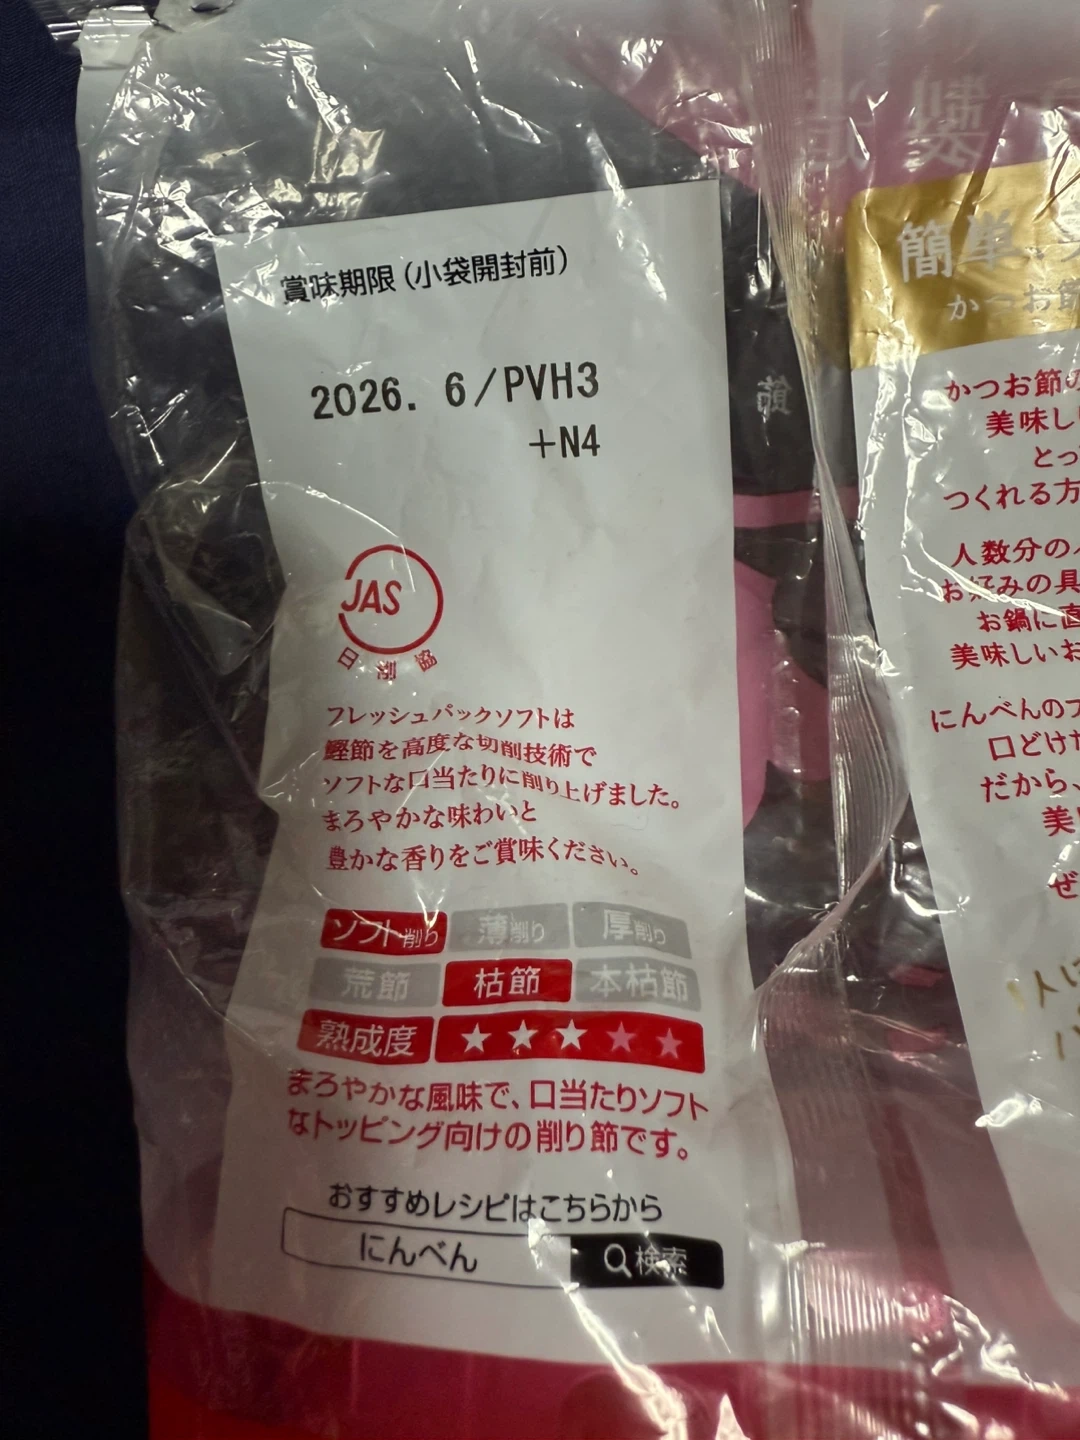 賞味期限（小袋開封前）
2026. 6/PVH3
+N4
JAS
日 削 協
フレッシュパックソフトは
鰹節を高度な切削技術で
ソフトな口当たりに削り上げました。
まろやかな味わいと
豊かな香りをご賞味ください。
ソフト削り 薄削り 厚削り
荒節 枯節 本枯節
熟成度 ★★★★★
まろやかな風味で、口当たりソフト
なトッピング向けの削り節です。
おすすめレシピはこちらから
にんべん 検索
節
簡単、
かつお節
かつお節の
美味し
とっ
つくれる方
人数分の
お好みの具
お鍋に直
美味しいお
にんべんのフ
口どけ
だから、
美
ぜ